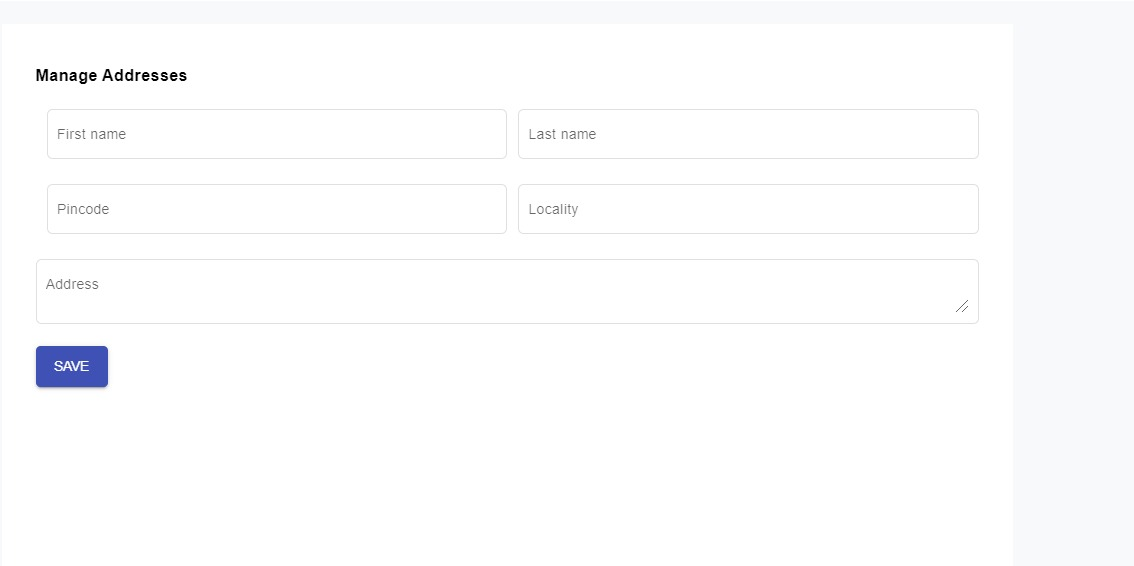 Manage Addresses
First name Last name
Pincode Locality
Address
SAVE